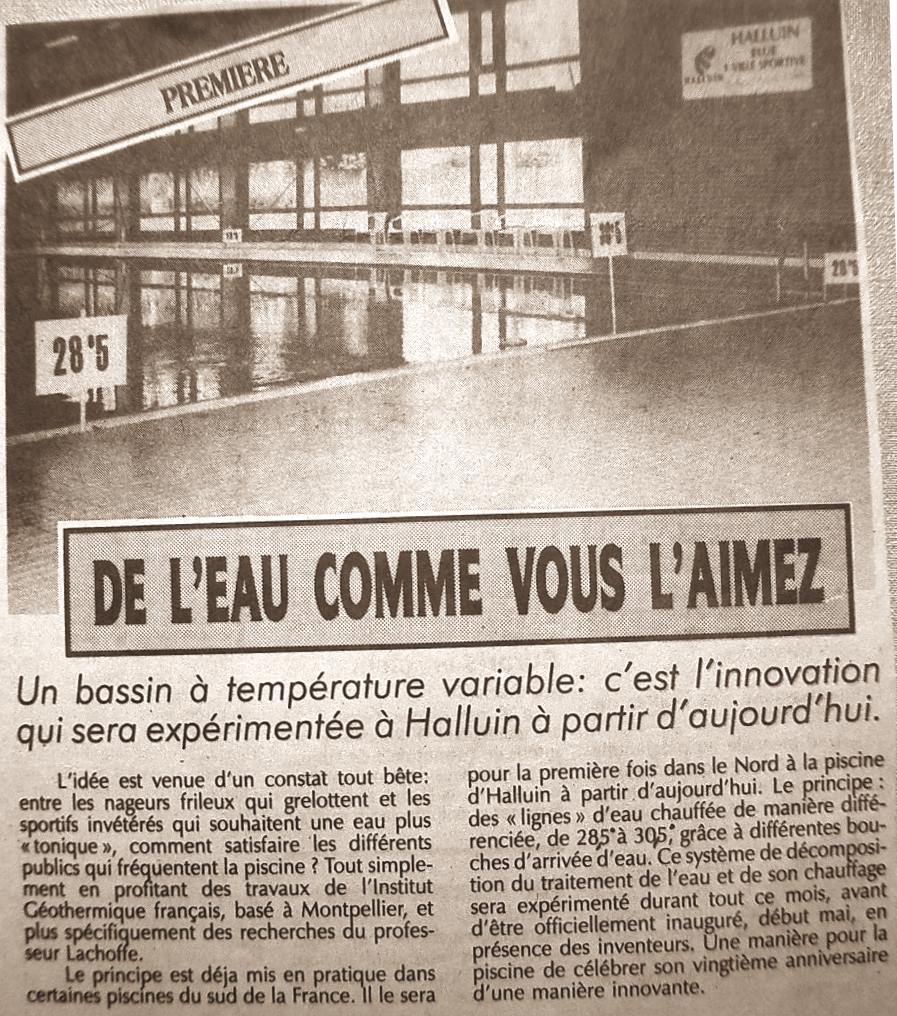 PREMIERE
HALLUIN
ELUE
1 VILLE SPORTIVE
HALLUIN
30°5
28°5
28°5
DE L'EAU COMME VOUS L'AIMEZ
Un bassin à température variable: c'est l'innovation
qui sera expérimentée à Halluin à partir d'aujourd'hui.
L'idée est venue d'un constat tout bête:
entre les nageurs frileux qui grelottent et les
sportifs invétérés qui souhaitent une eau plus
« tonique », comment satisfaire les différents
publics qui fréquentent la piscine ? Tout simple-
ment en profitant des travaux de l'Institut
Géothermique français, basé à Montpellier, et
plus spécifiquement des recherches du profes-
seur Lachoffe.
Le principe est déja mis en pratique dans
certaines piscines du sud de la France. Il le sera
pour la première fois dans le Nord à la piscine
d'Halluin à partir d'aujourd'hui. Le principe :
des « lignes » d'eau chauffée de manière diffé-
renciée, de 28,5° à 30,5°, grâce à différentes bou-
ches d'arrivée d'eau. Ce système de décomposi-
tion du traitement de l'eau et de son chauffage
sera expérimenté durant tout ce mois, avant
d'être officiellement inauguré, début mai, en
présence des inventeurs. Une manière pour la
piscine de célébrer son vingtième anniversaire
d'une manière innovante.